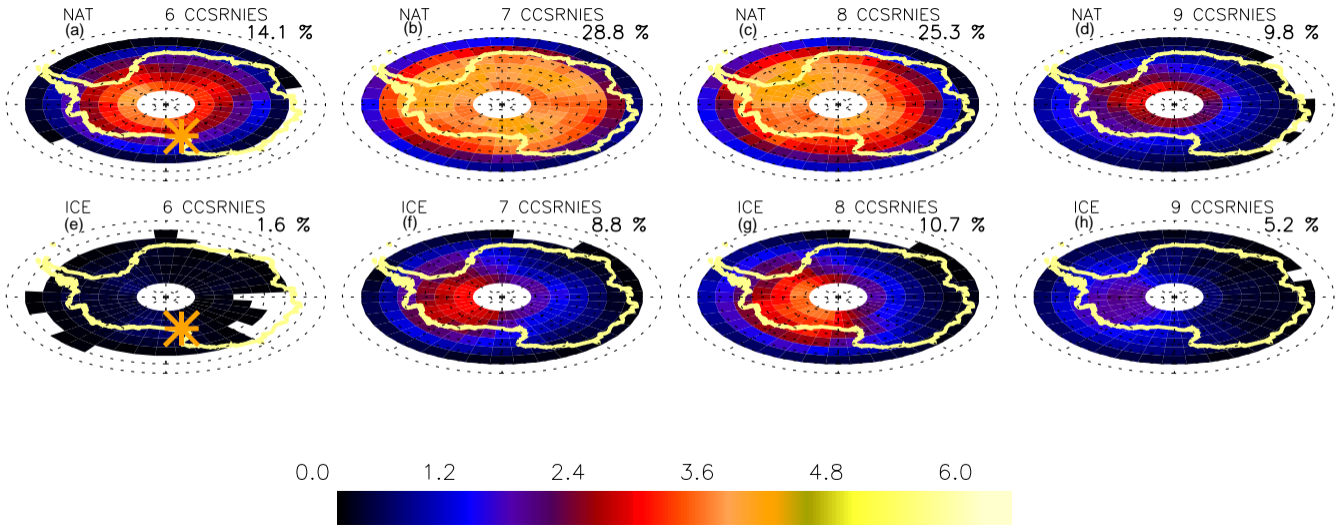 NAT 6 CCSRNIES
(a) 14.1 %
NAT 7 CCSRNIES
(b) 28.8 %
NAT 8 CCSRNIES
(c) 25.3 %
NAT 9 CCSRNIES
(d) 9.8 %
ICE 6 CCSRNIES
(e) 1.6 %
ICE 7 CCSRNIES
(f) 8.8 %
ICE 8 CCSRNIES
(g) 10.7 %
ICE 9 CCSRNIES
(h) 5.2 %
0.0 1.2 2.4 3.6 4.8 6.0